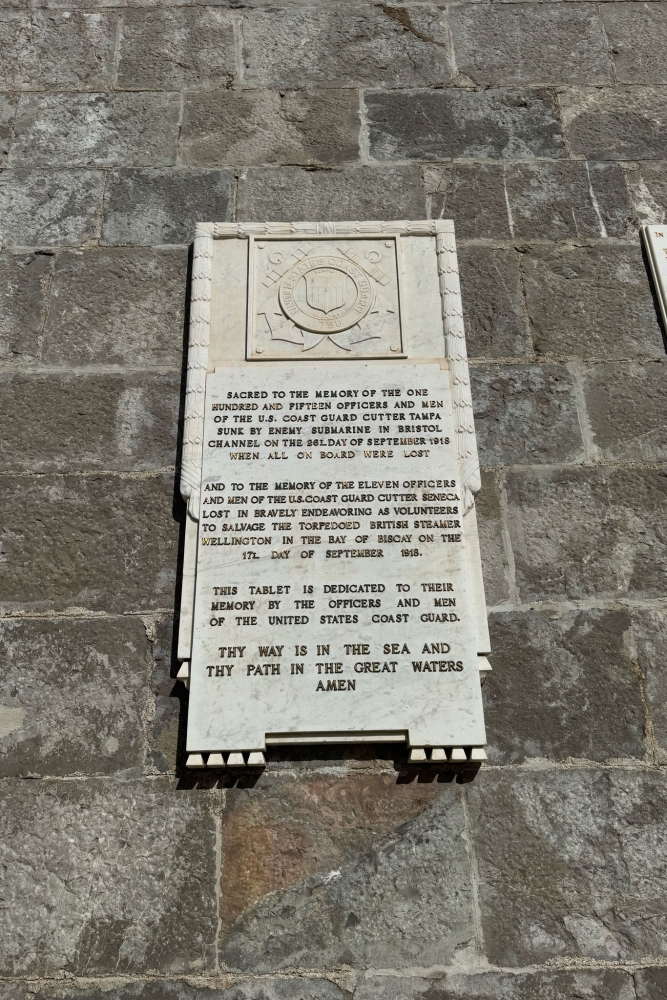 UNITED STATES COAST GUARD
1790
SACRED TO THE MEMORY OF THE ONE
HUNDRED AND FIFTEEN OFFICERS AND MEN
OF THE U.S. COAST GUARD CUTTER TAMPA
SUNK BY ENEMY SUBMARINE IN BRISTOL
CHANNEL ON THE 26th DAY OF SEPTEMBER 1918
WHEN ALL ON BOARD WERE LOST
AND TO THE MEMORY OF THE ELEVEN OFFICERS
AND MEN OF THE U.S. COAST GUARD CUTTER SENECA
LOST IN BRAVELY ENDEAVORING AS VOLUNTEERS
TO SALVAGE THE TORPEDOED BRITISH STEAMER
WELLINGTON IN THE BAY OF BISCAY ON THE
17th DAY OF SEPTEMBER 1918.
THIS TABLET IS DEDICATED TO THEIR
MEMORY BY THE OFFICERS AND MEN
OF THE UNITED STATES COAST GUARD.
THY WAY IS IN THE SEA AND
THY PATH IN THE GREAT WATERS
AMEN
IN